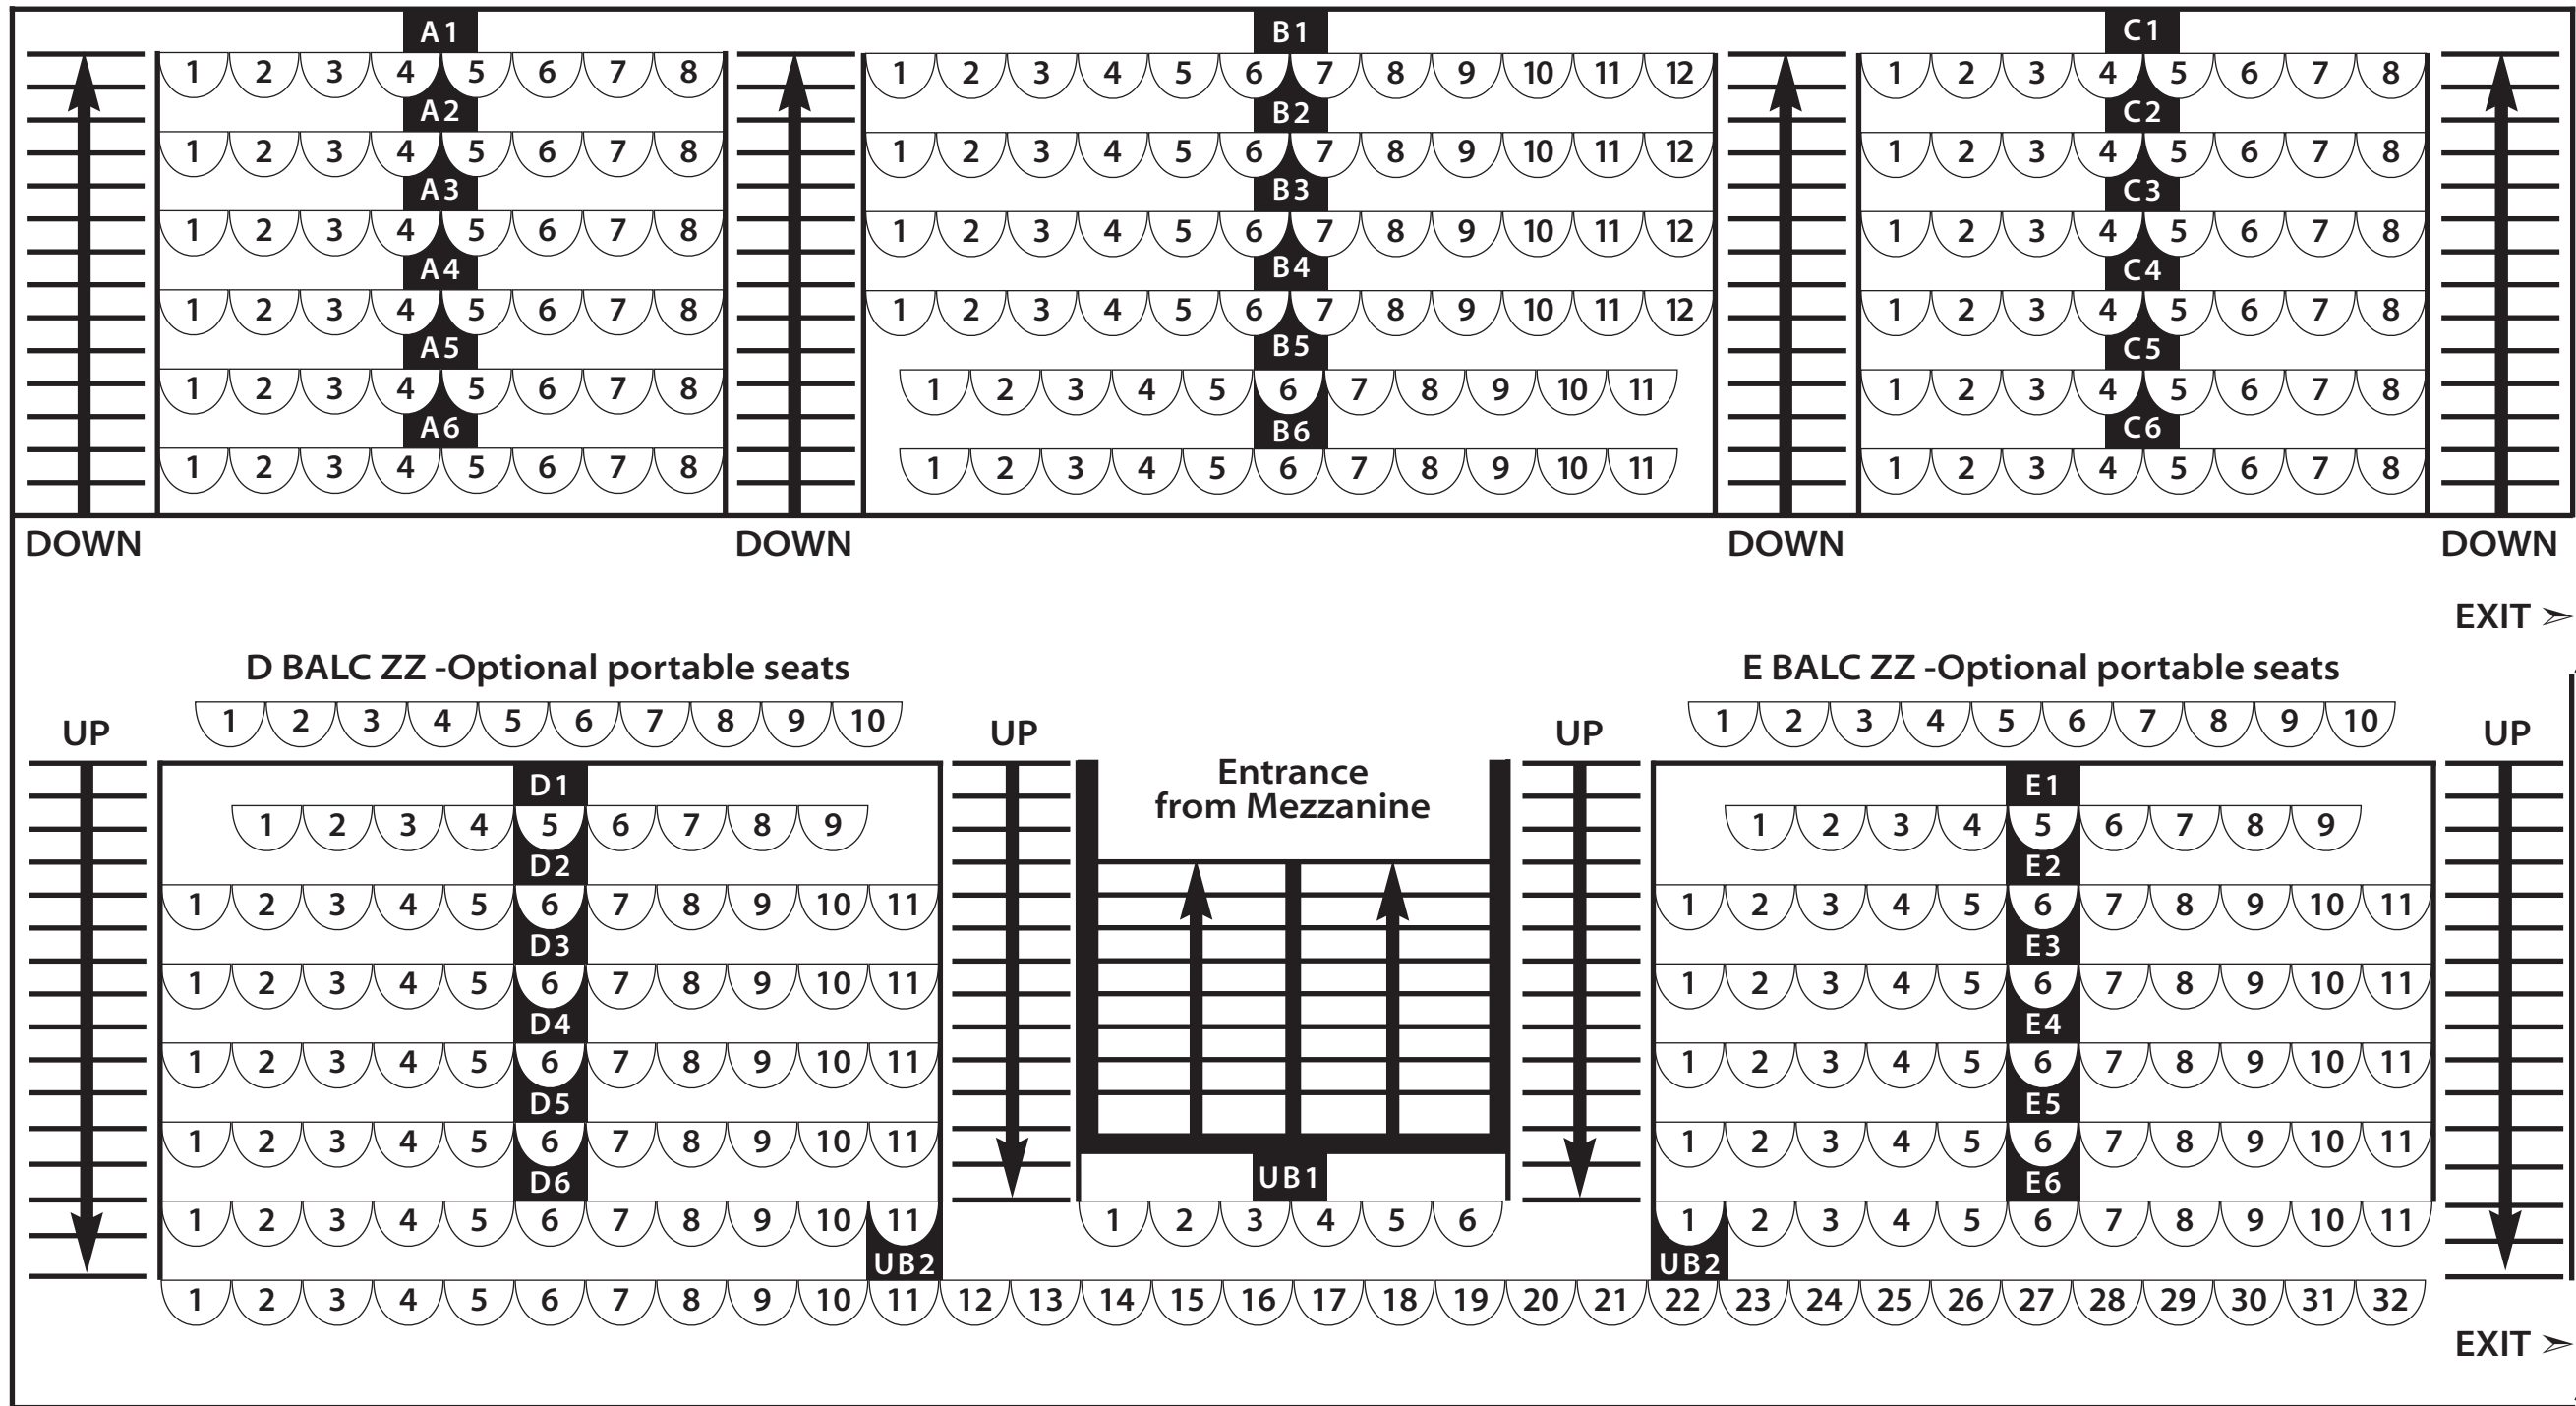 A1 B1 C1
1 2 3 4 5 6 7 8 1 2 3 4 5 6 7 8 9 10 11 12 1 2 3 4 5 6 7 8
A2 B2 C2
1 2 3 4 5 6 7 8 1 2 3 4 5 6 7 8 9 10 11 12 1 2 3 4 5 6 7 8
A3 B3 C3
1 2 3 4 5 6 7 8 1 2 3 4 5 6 7 8 9 10 11 12 1 2 3 4 5 6 7 8
A4 B4 C4
1 2 3 4 5 6 7 8 1 2 3 4 5 6 7 8 9 10 11 12 1 2 3 4 5 6 7 8
A5 B5 C5
1 2 3 4 5 6 7 8 1 2 3 4 5 6 7 8 9 10 11 1 2 3 4 5 6 7 8
A6 B6 C6
1 2 3 4 5 6 7 8 1 2 3 4 5 6 7 8 9 10 11 1 2 3 4 5 6 7 8
DOWN DOWN DOWN DOWN
EXIT
D BALC ZZ -Optional portable seats E BALC ZZ -Optional portable seats
1 2 3 4 5 6 7 8 9 10 1 2 3 4 5 6 7 8 9 10
UP UP UP UP
Entrance
from Mezzanine
D1 E1
1 2 3 4 5 6 7 8 9 1 2 3 4 5 6 7 8 9
D2 E2
1 2 3 4 5 6 7 8 9 10 11 1 2 3 4 5 6 7 8 9 10 11
D3 E3
1 2 3 4 5 6 7 8 9 10 11 1 2 3 4 5 6 7 8 9 10 11
D4 E4
1 2 3 4 5 6 7 8 9 10 11 1 2 3 4 5 6 7 8 9 10 11
D5 E5
1 2 3 4 5 6 7 8 9 10 11 1 2 3 4 5 6 7 8 9 10 11
D6 UB1 E6
1 2 3 4 5 6 7 8 9 10 11 1 2 3 4 5 6 1 2 3 4 5 6 7 8 9 10 11
UB2 UB2
1 2 3 4 5 6 7 8 9 10 11 12 13 14 15 16 17 18 19 20 21 22 23 24 25 26 27 28 29 30 31 32
EXIT